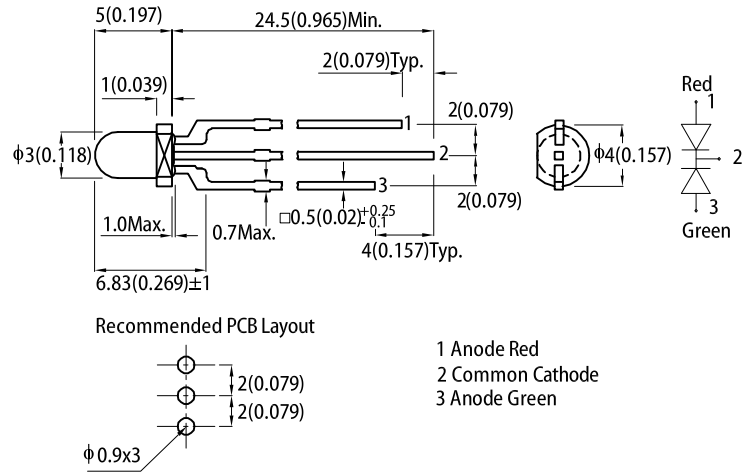 5(0.197)
24.5(0.965)Min.
2(0.079)Typ.
1(0.039)
Red
1
1
2(0.079)
ϕ3(0.118)
2
ϕ4(0.157)
2
3
2(0.079)
3
□0.5(0.02)+0.25
-0.1
1.0Max.
0.7Max.
Green
4(0.157)Typ.
6.83(0.269)±1
Recommended PCB Layout
1 Anode Red
2 Common Cathode
3 Anode Green
2(0.079)
2(0.079)
ϕ0.9x3